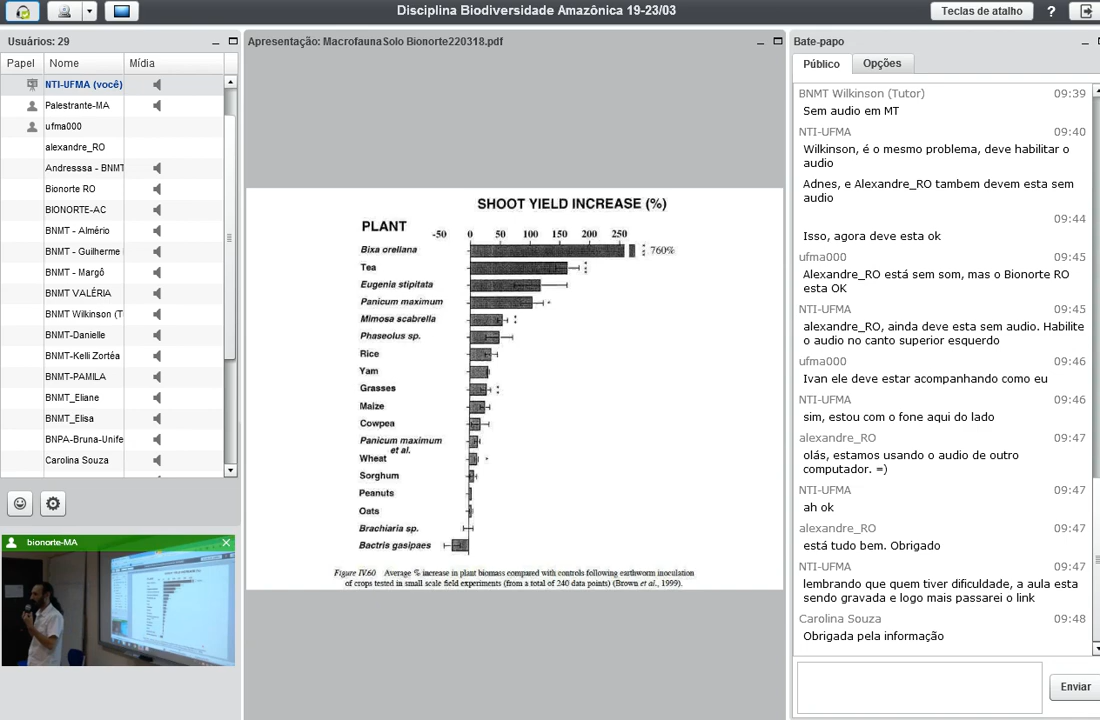 Disciplina Biodiversidade Amazônica 19-23/03
Teclas de atalho
?
Usuários: 29
Papel Nome Mídia
NTI-UFMA (você)
Palestrante-MA
ufma000
alexandre_RO
Andresssa - BNMT
Bionorte RO
BIONORTE-AC
BNMT - Almério
BNMT - Guilherme
BNMT - Margô
BNMT VALÉRIA
BNMT Wilkinson (T
BNMT-Danielle
BNMT-Kelli Zortéa
BNMT-PAMILA
BNMT_Eliane
BNMT_Elisa
BNPA-Bruna-Unife
Carolina Souza
bionorte-MA
Apresentação: MacrofaunaSolo Bionorte220318.pdf
SHOOT YIELD INCREASE (%)
PLANT
-50 0 50 100 150 200 250
Bixa orellana 760%
Tea
Eugenia stipitata
Panicum maximum
Mimosa scabrella
Phaseolus sp.
Rice
Yam
Grasses
Maize
Cowpea
Panicum maximum
et al.
Wheat
Sorghum
Peanuts
Oats
Brachiaria sp.
Bactris gasipaes
Figure IV.60 Average % increase in plant biomass compared with controls following earthworm inoculation
of crops tested in small scale field experiments (from a total of 240 data points) (Brown et al., 1999).
Bate-papo
Público Opções
BNMT Wilkinson (Tutor) 09:39
Sem audio em MT
NTI-UFMA 09:40
Wilkinson, é o mesmo problema, deve habilitar o
audio
Adnes, e Alexandre_RO tambem devem esta sem
audio
09:44
Isso, agora deve esta ok
ufma000 09:45
Alexandre_RO está sem som, mas o Bionorte RO
esta OK
NTI-UFMA 09:45
alexandre_RO, ainda deve esta sem audio. Habilite
o audio no canto superior esquerdo
ufma000 09:46
Ivan ele deve estar acompanhando como eu
NTI-UFMA 09:46
sim, estou com o fone aqui do lado
alexandre_RO 09:47
olás, estamos usando o audio de outro
computador. =)
NTI-UFMA 09:47
ah ok
alexandre_RO 09:47
está tudo bem. Obrigado
NTI-UFMA 09:47
lembrando que quem tiver dificuldade, a aula esta
sendo gravada e logo mais passarei o link
Carolina Souza 09:48
Obrigada pela informação
Enviar